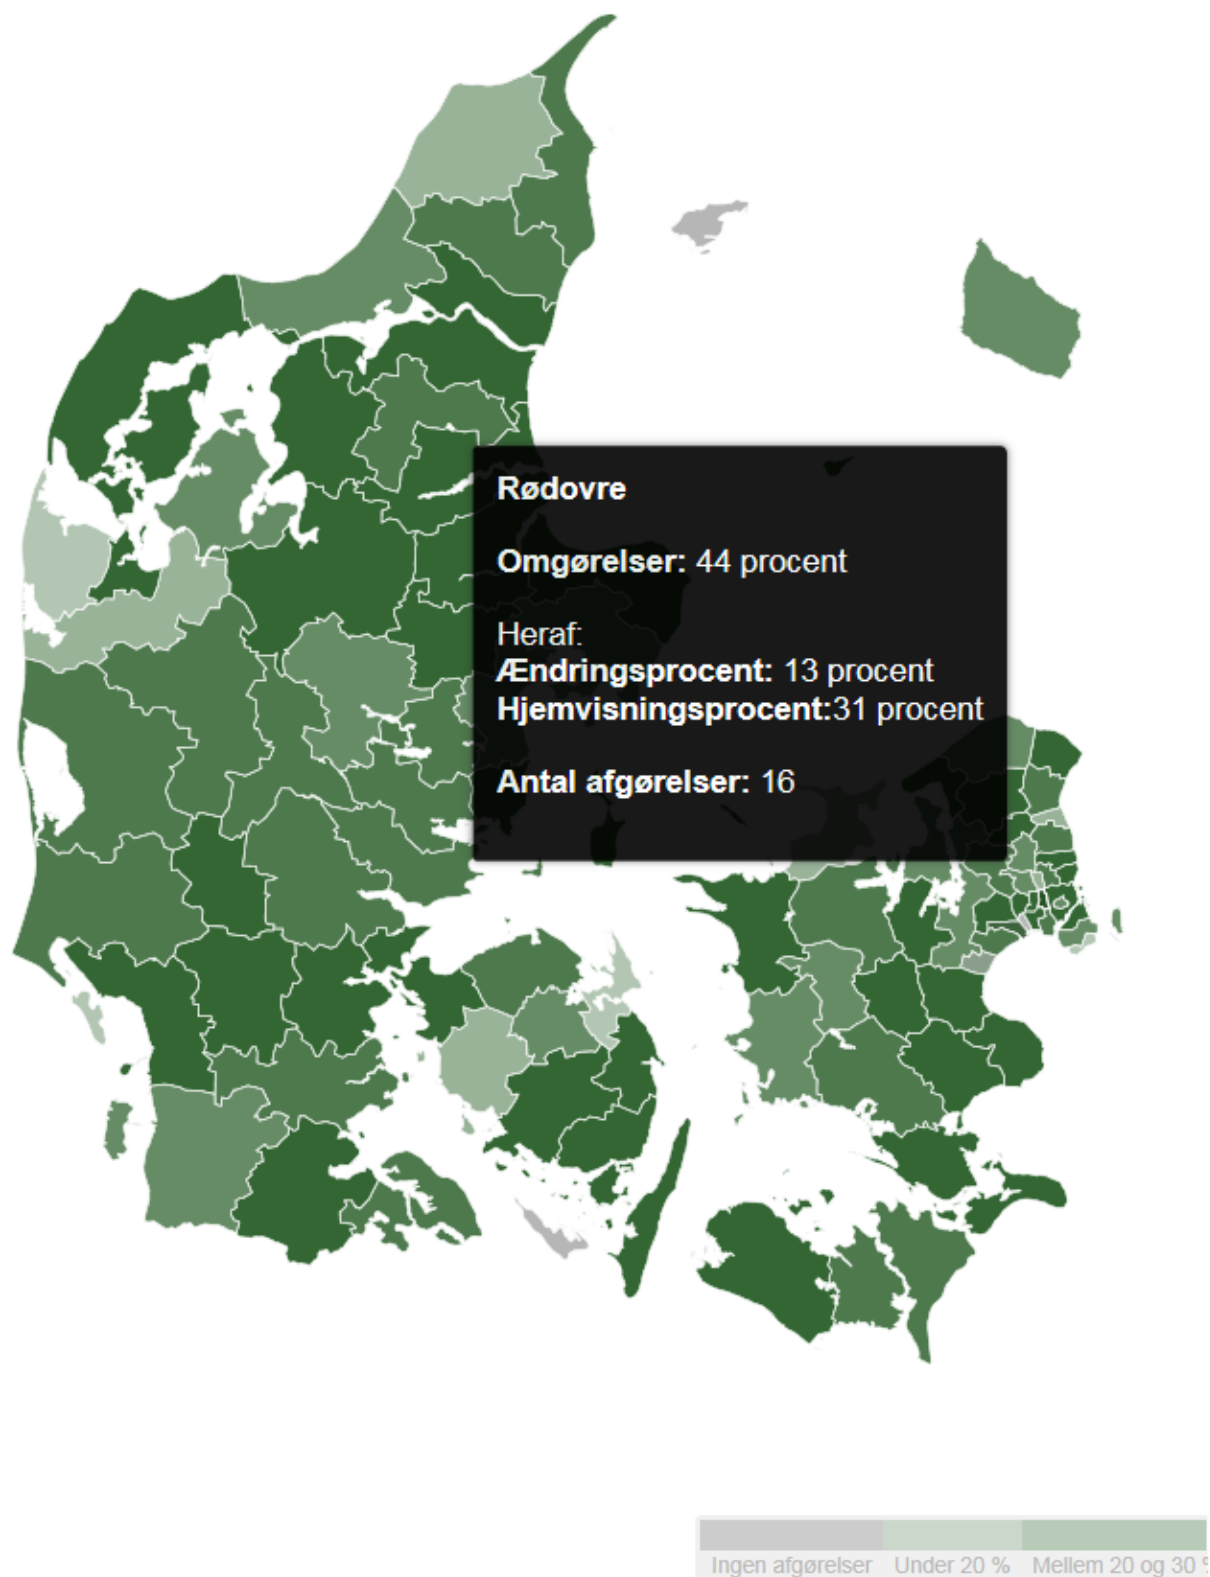 Rødovre
Omgørelser: 44 procent
Heraf:
Ændringsprocent: 13 procent
Hjemvisningsprocent:31 procent
Antal afgørelser: 16
Ingen afgørelser Under 20 % Mellem 20 og 30 %